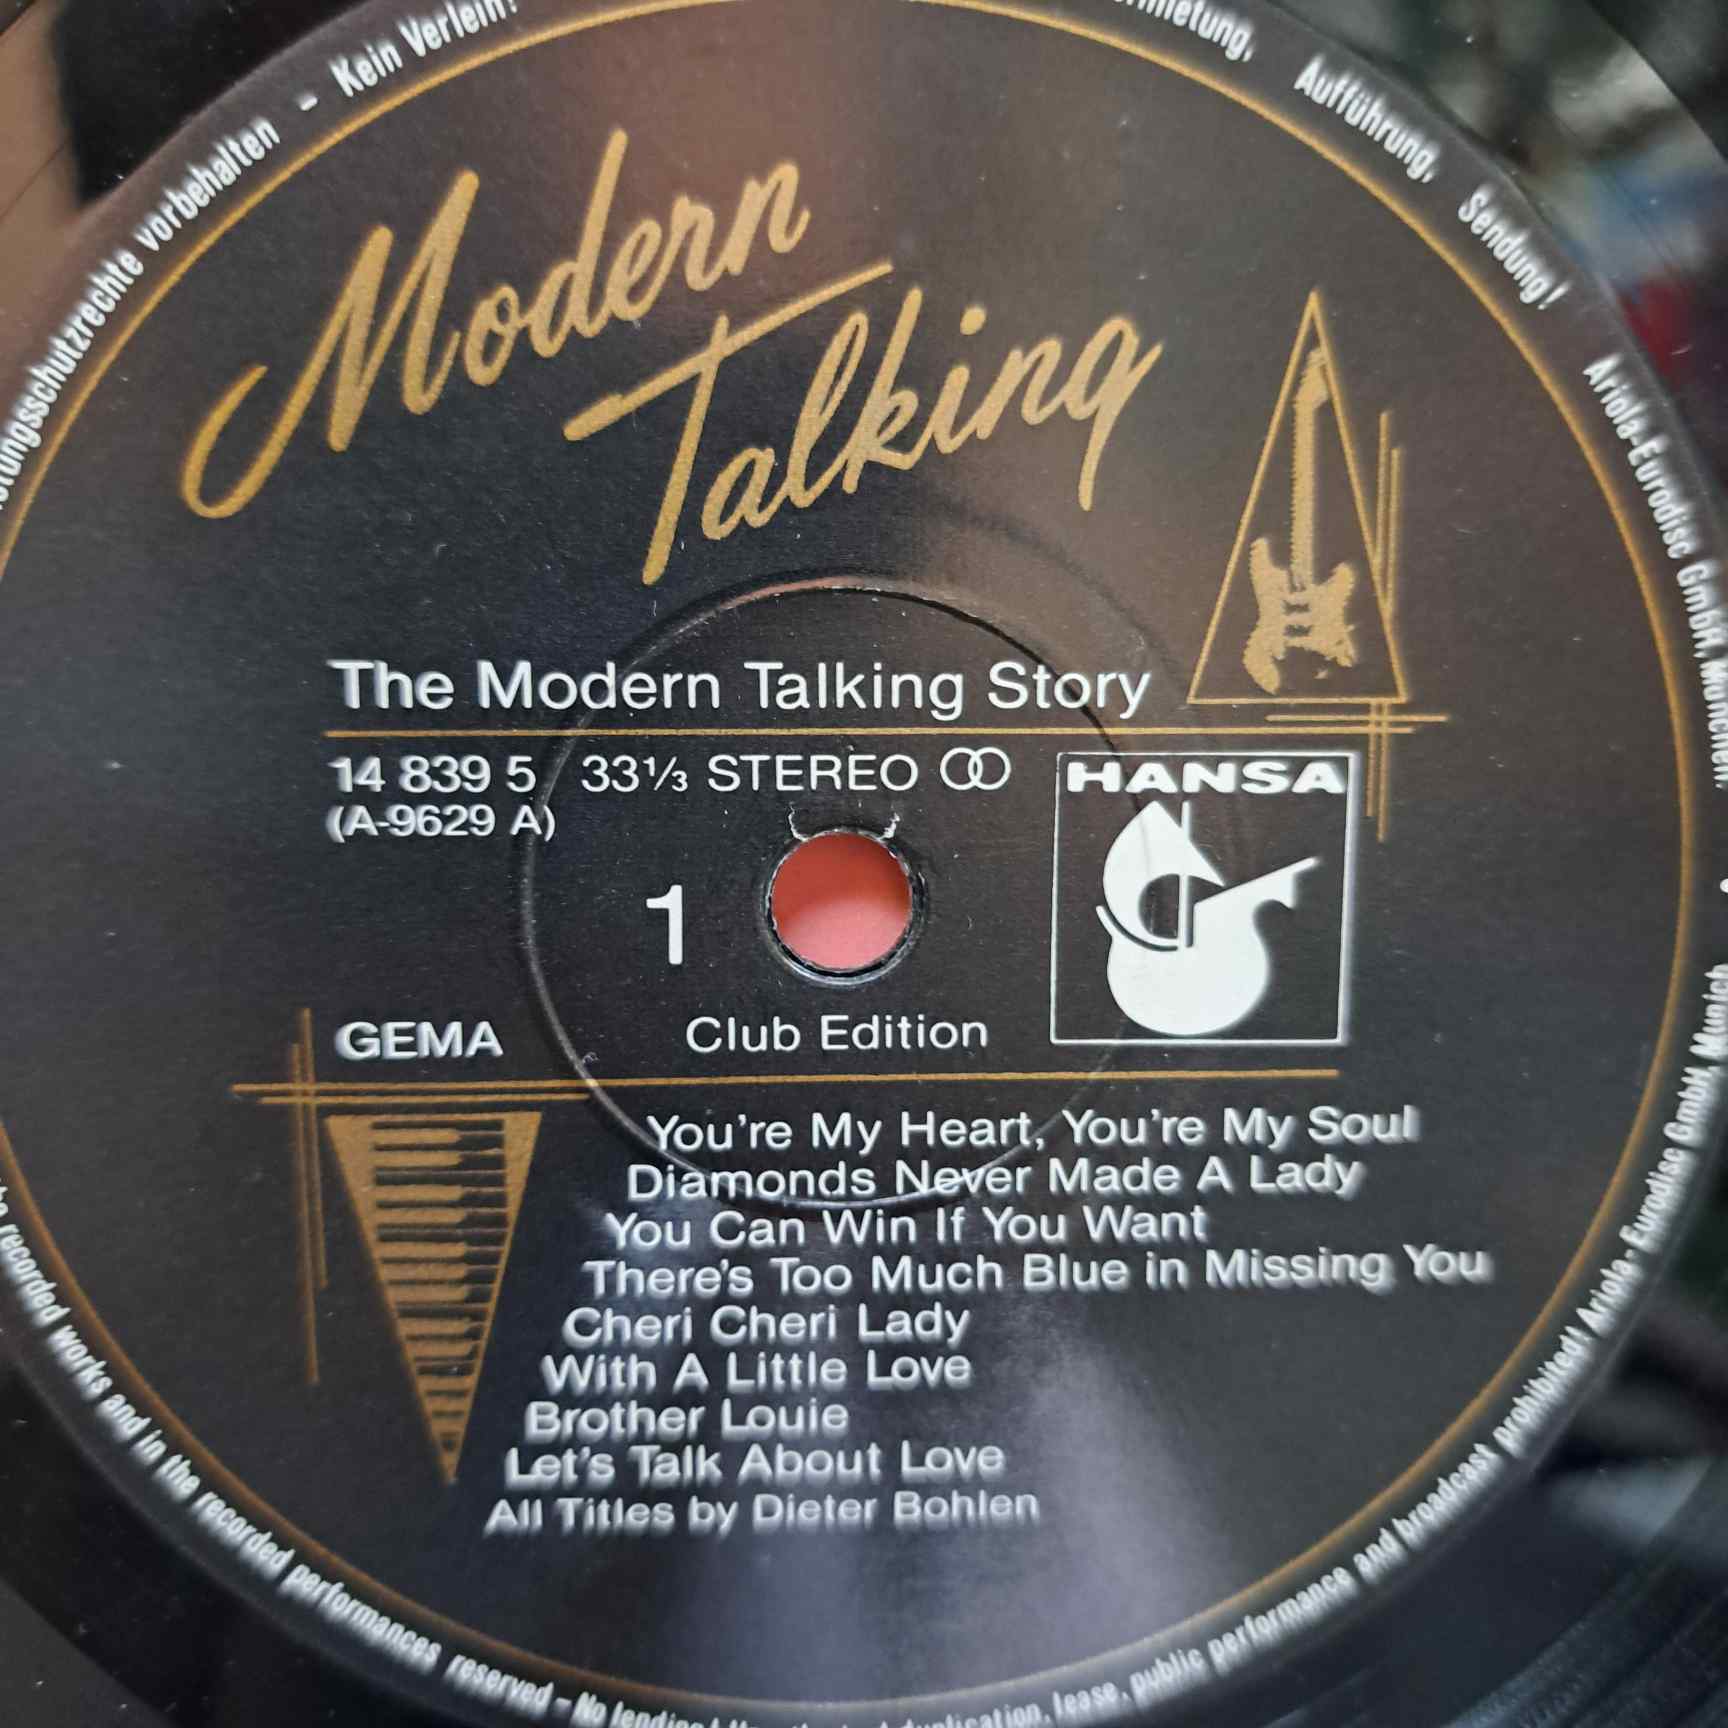 Modern
Talking
The Modern Talking Story
14 839 5 33⅓ STEREO
(A-9629 A)
HANSA
1
GEMA
Club Edition
You're My Heart, You're My Soul
Diamonds Never Made A Lady
You Can Win If You Want
There's Too Much Blue in Missing You
Cheri Cheri Lady
With A Little Love
Brother Louie
Let's Talk About Love
All Titles by Dieter Bohlen
vorbehalten – Kein Verleih!
Aufführung, Sendung!
Ariola-Eurodisc GmbH, München
recorded works and in the recorded performances reserved – No lending!
lease, public performance and broadcast prohibited! Ariola-Eurodisc GmbH, Munich